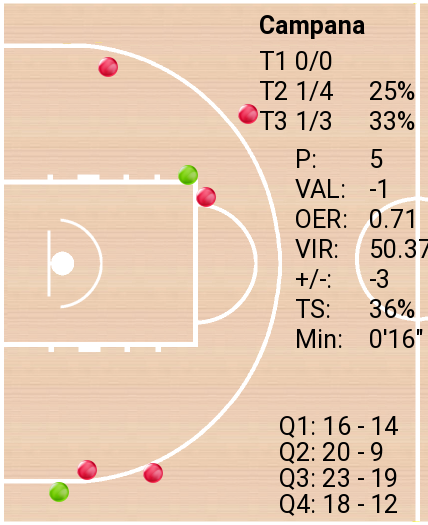 Campana
T1 0/0
T2 1/4 25%
T3 1/3 33%
P: 5
VAL: -1
OER: 0.71
VIR: 50.37
+/-: -3
TS: 36%
Min: 0'16"
Q1: 16 - 14
Q2: 20 - 9
Q3: 23 - 19
Q4: 18 - 12